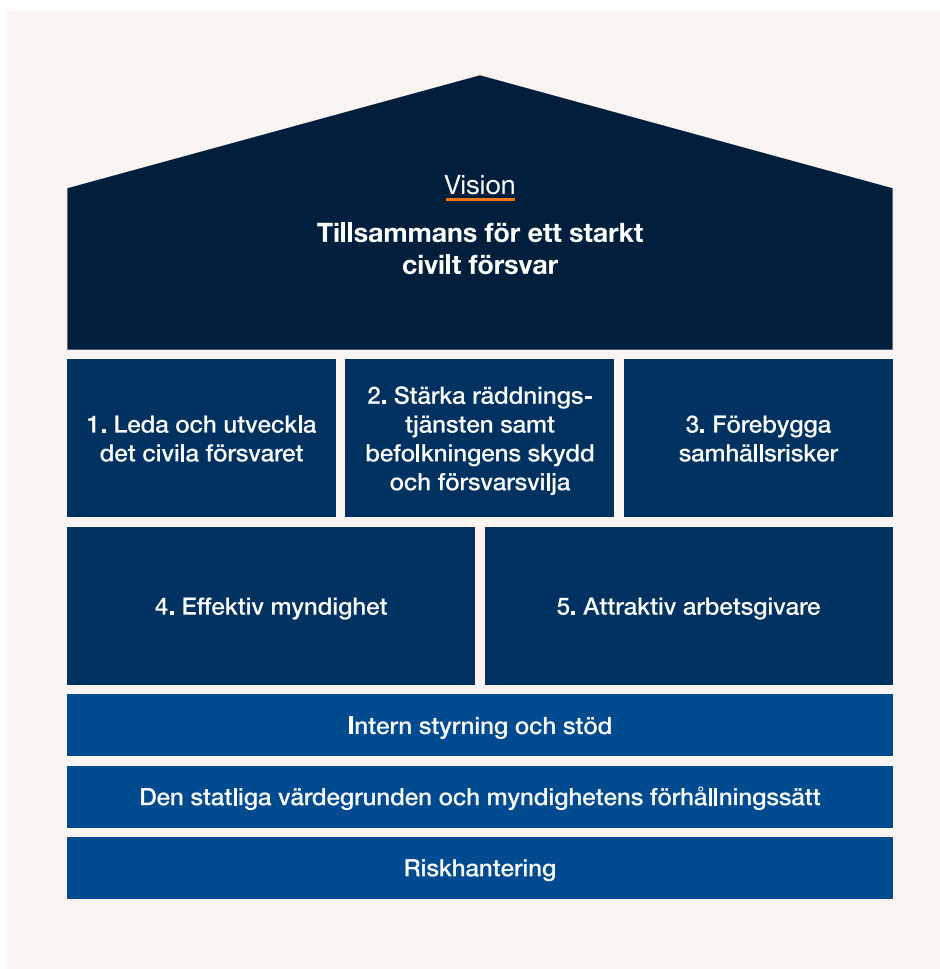 Vision
Tillsammans för ett starkt
civilt försvar
1. Leda och utveckla
det civila försvaret
2. Stärka räddnings-
tjänsten samt
befolkningens skydd
och försvarsvilja
3. Förebygga
samhällsrisker
4. Effektiv myndighet
5. Attraktiv arbetsgivare
Intern styrning och stöd
Den statliga värdegrunden och myndighetens förhållningssätt
Riskhantering